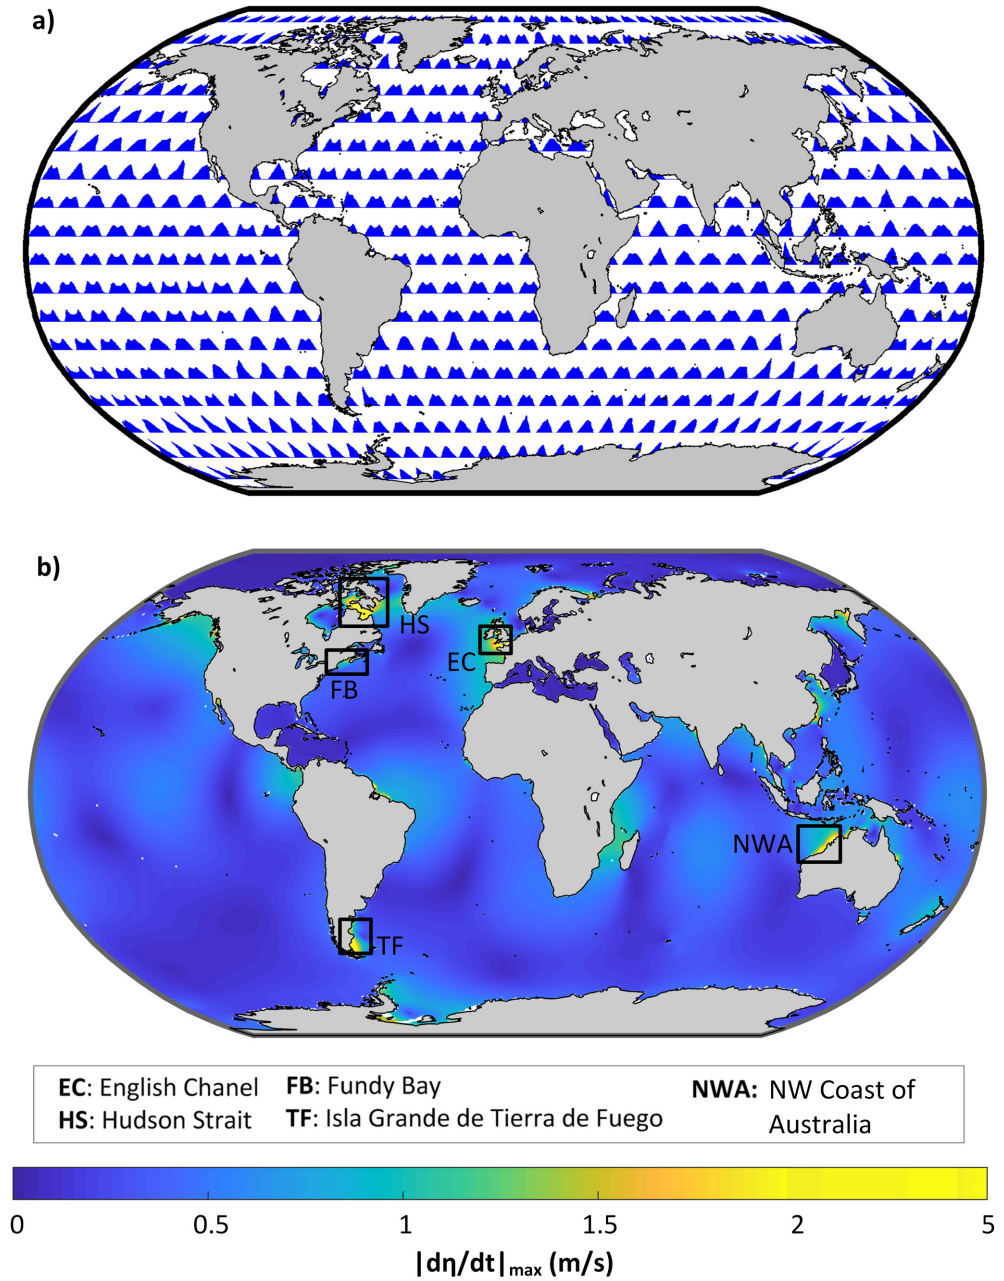 a)
b)
HS
EC
FB
NWA
TF
EC: English Chanel
FB: Fundy Bay
NWA: NW Coast of
HS: Hudson Strait
TF: Isla Grande de Tierra de Fuego
Australia
0 0.5 1 1.5 2 5
|dη/dt|max (m/s)